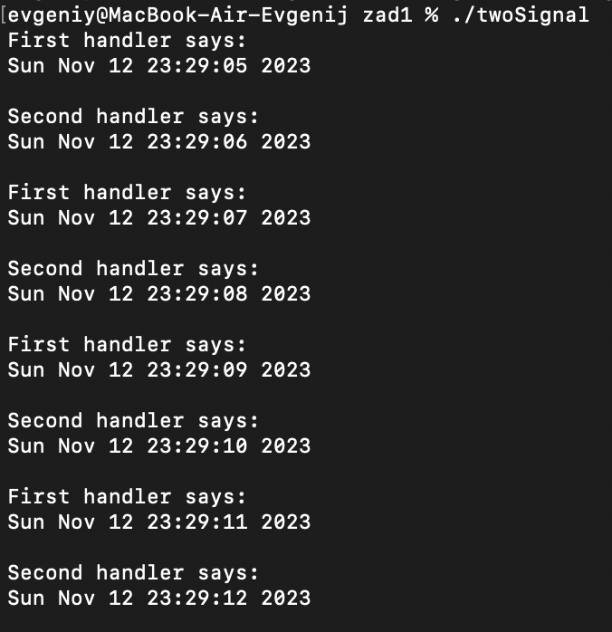 [evgeniy@MacBook-Air-Evgenij zad1 % ./twoSignal
First handler says:
Sun Nov 12 23:29:05 2023
Second handler says:
Sun Nov 12 23:29:06 2023
First handler says:
Sun Nov 12 23:29:07 2023
Second handler says:
Sun Nov 12 23:29:08 2023
First handler says:
Sun Nov 12 23:29:09 2023
Second handler says:
Sun Nov 12 23:29:10 2023
First handler says:
Sun Nov 12 23:29:11 2023
Second handler says:
Sun Nov 12 23:29:12 2023